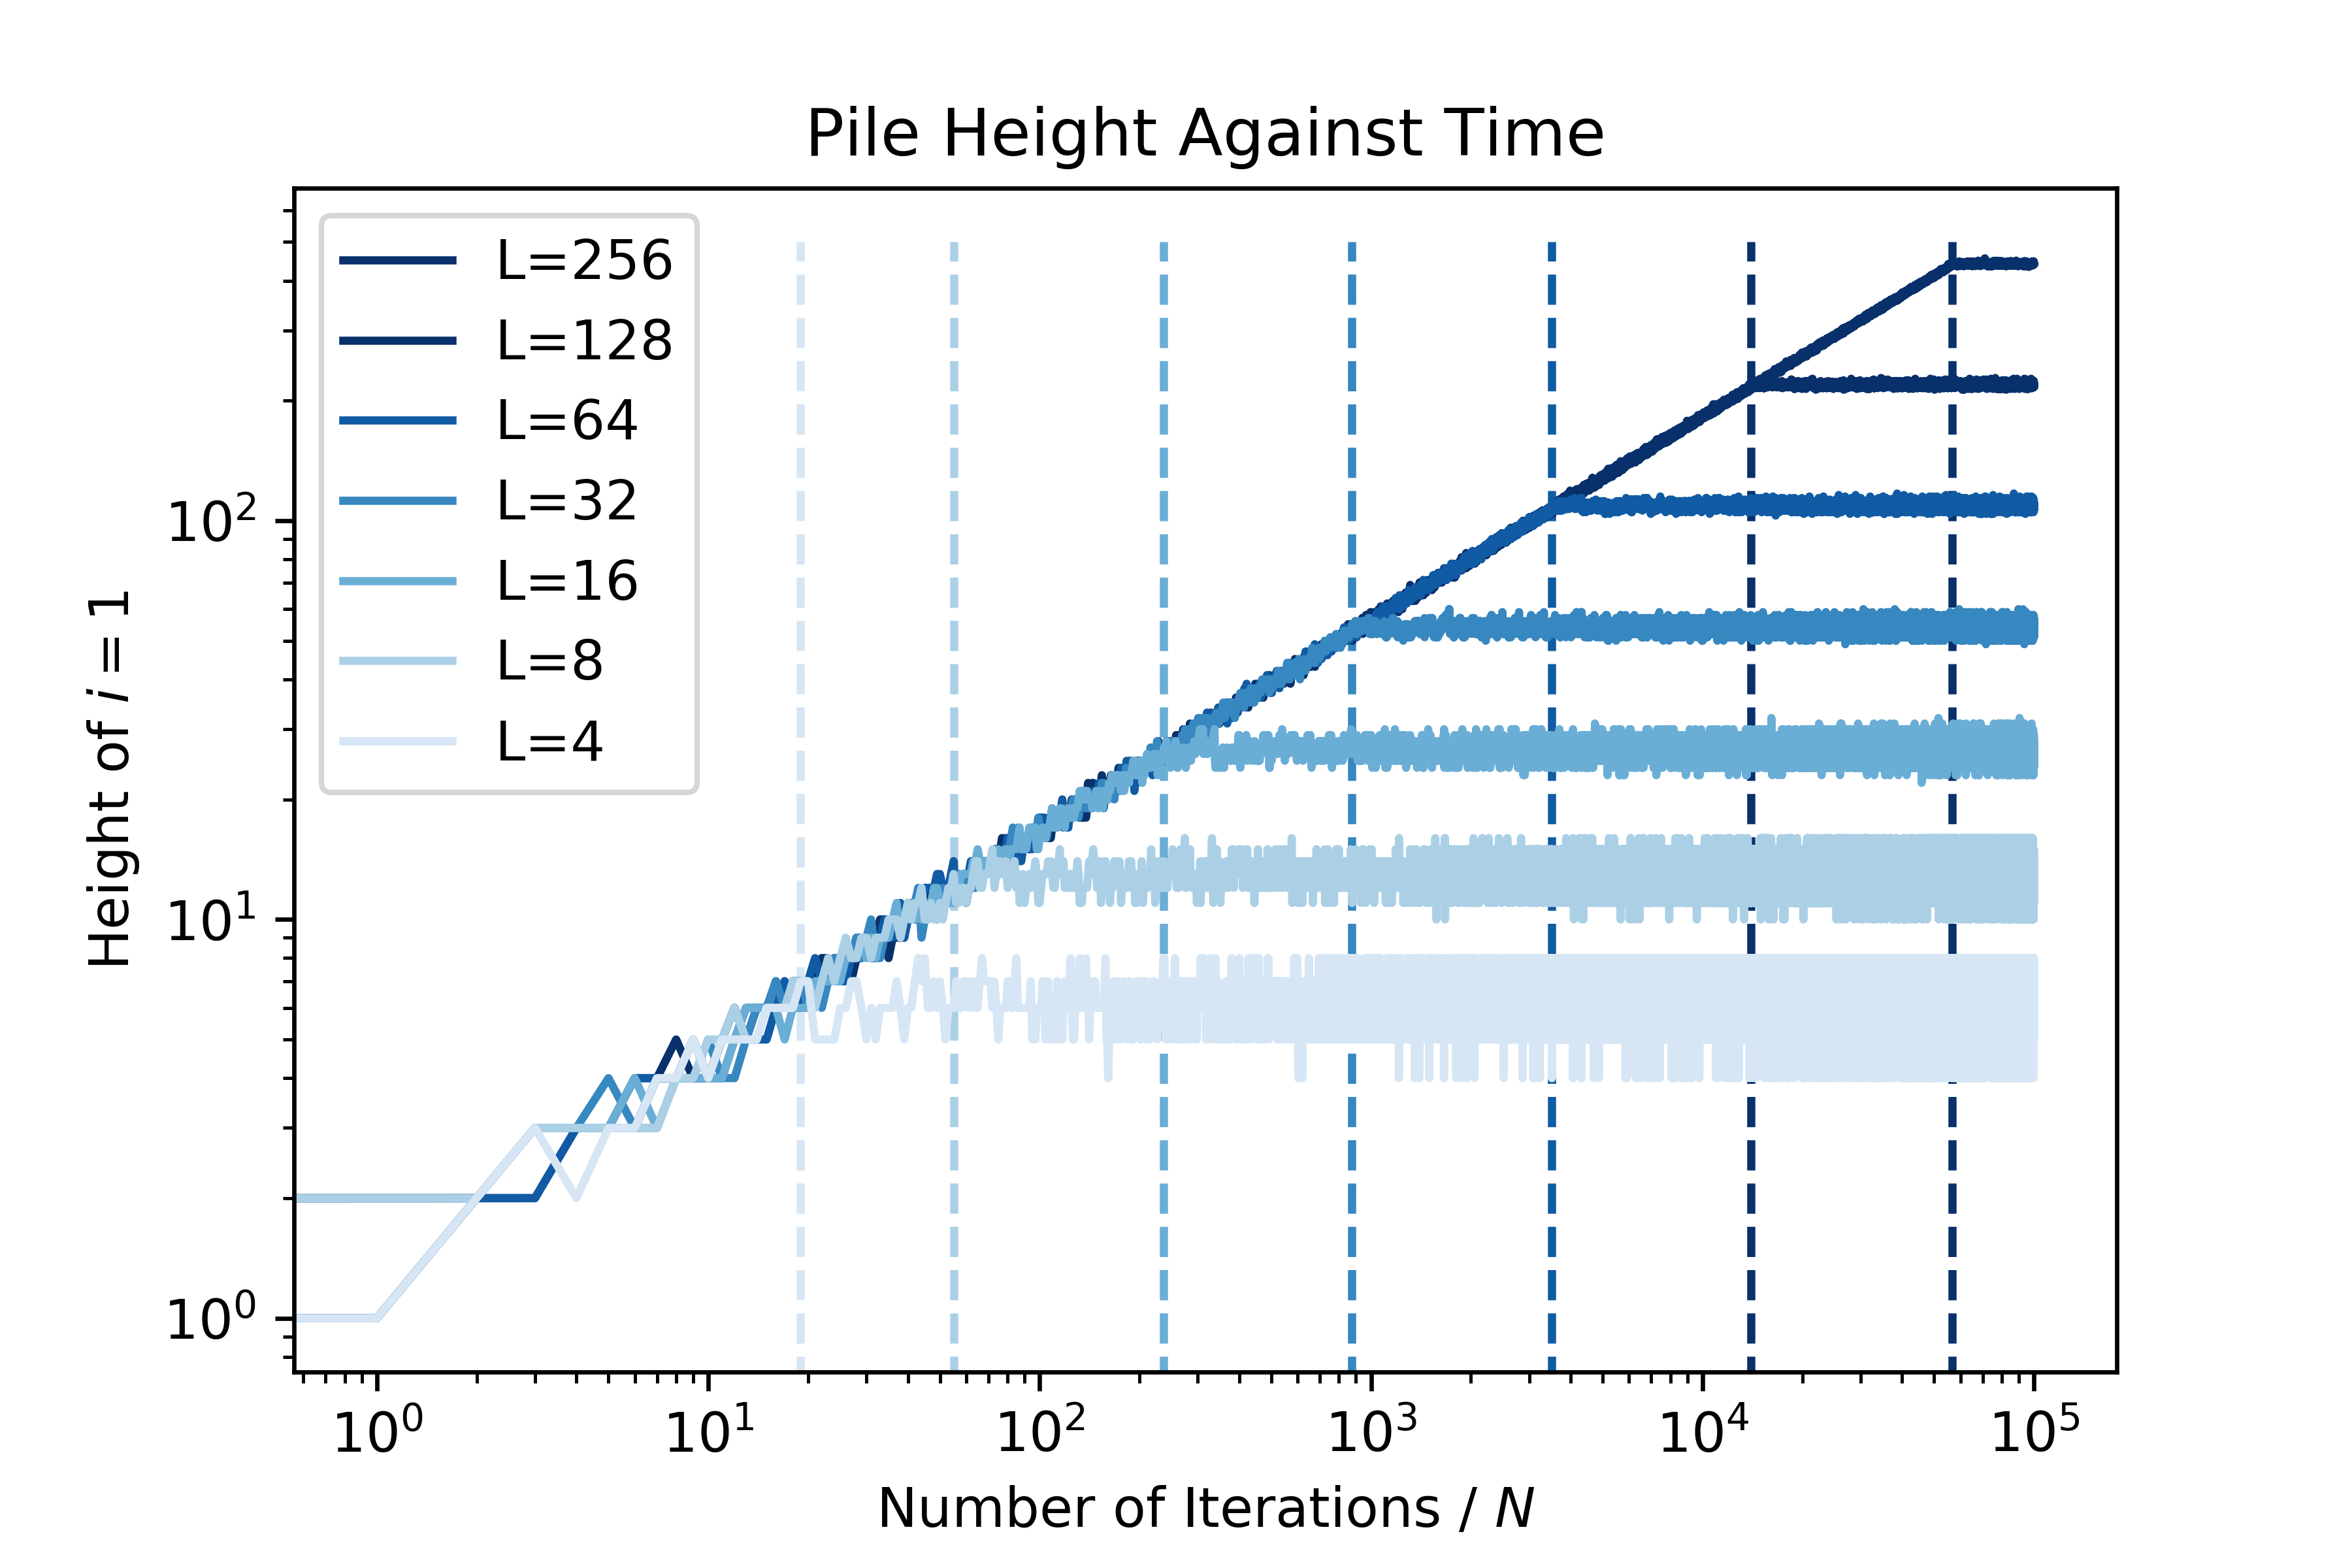 Pile Height Against Time
L=256
L=128
L=64
L=32
L=16
L=8
L=4
Height of i = 1
10²
10¹
10⁰
10⁰ 10¹ 10² 10³ 10⁴ 10⁵
Number of Iterations / N